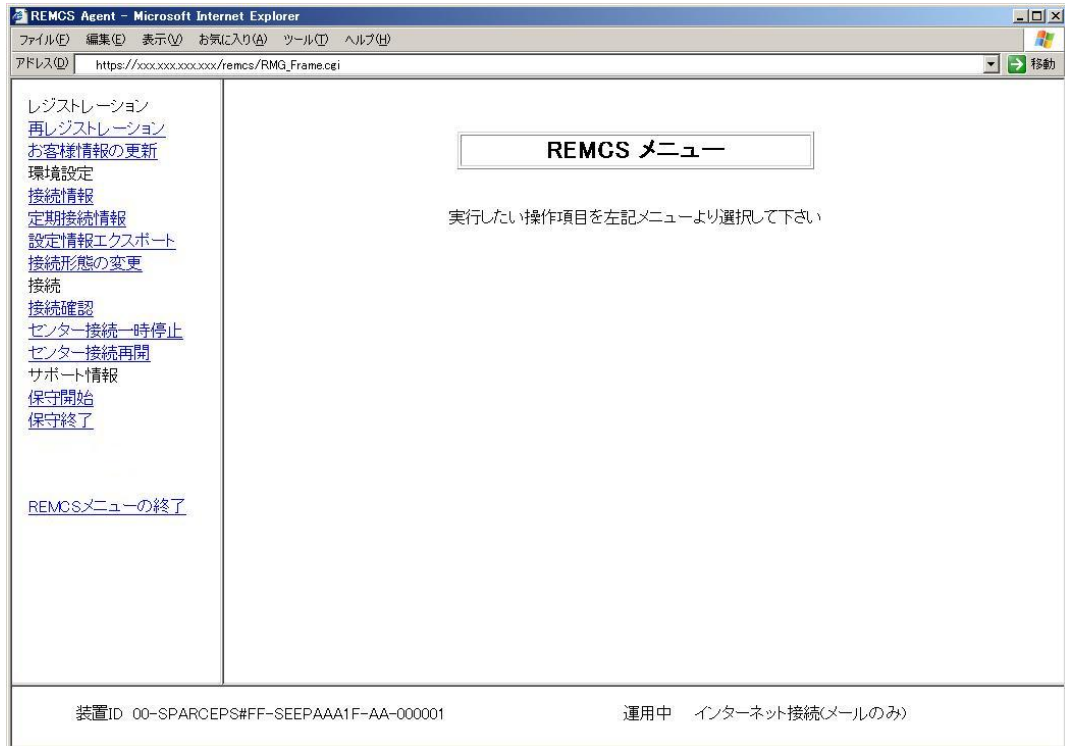 REMCS Agent - Microsoft Internet Explorer
ファイル(F) 編集(E) 表示(V) お気に入り(A) ツール(T) ヘルプ(H)
アドレス(D) https://xxx.xxx.xxx.xxx/remcs/RMG_Frame.cgi 移動
レジストレーション
再レジストレーション
お客様情報の更新
環境設定
接続情報
定期接続情報
設定情報エクスポート
接続形態の変更
接続
接続確認
センター接続一時停止
センター接続再開
サポート情報
保守開始
保守終了
REMCSメニューの終了
REMCS メニュー
実行したい操作項目を左記メニューより選択して下さい
装置ID 00-SPARCEPS#FF-SEEPAAA1F-AA-000001 運用中 インターネット接続(メールのみ)